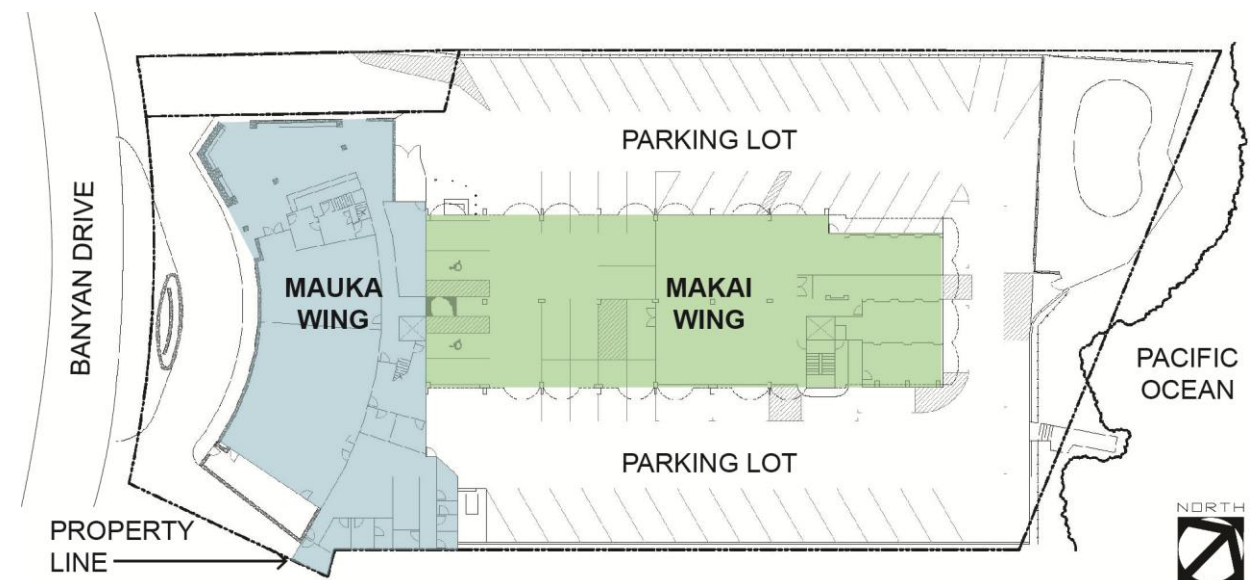 PARKING LOT
BANYAN DRIVE
MAUKA
WING
MAKAI
WING
PACIFIC
OCEAN
PARKING LOT
PROPERTY
LINE
NORTH